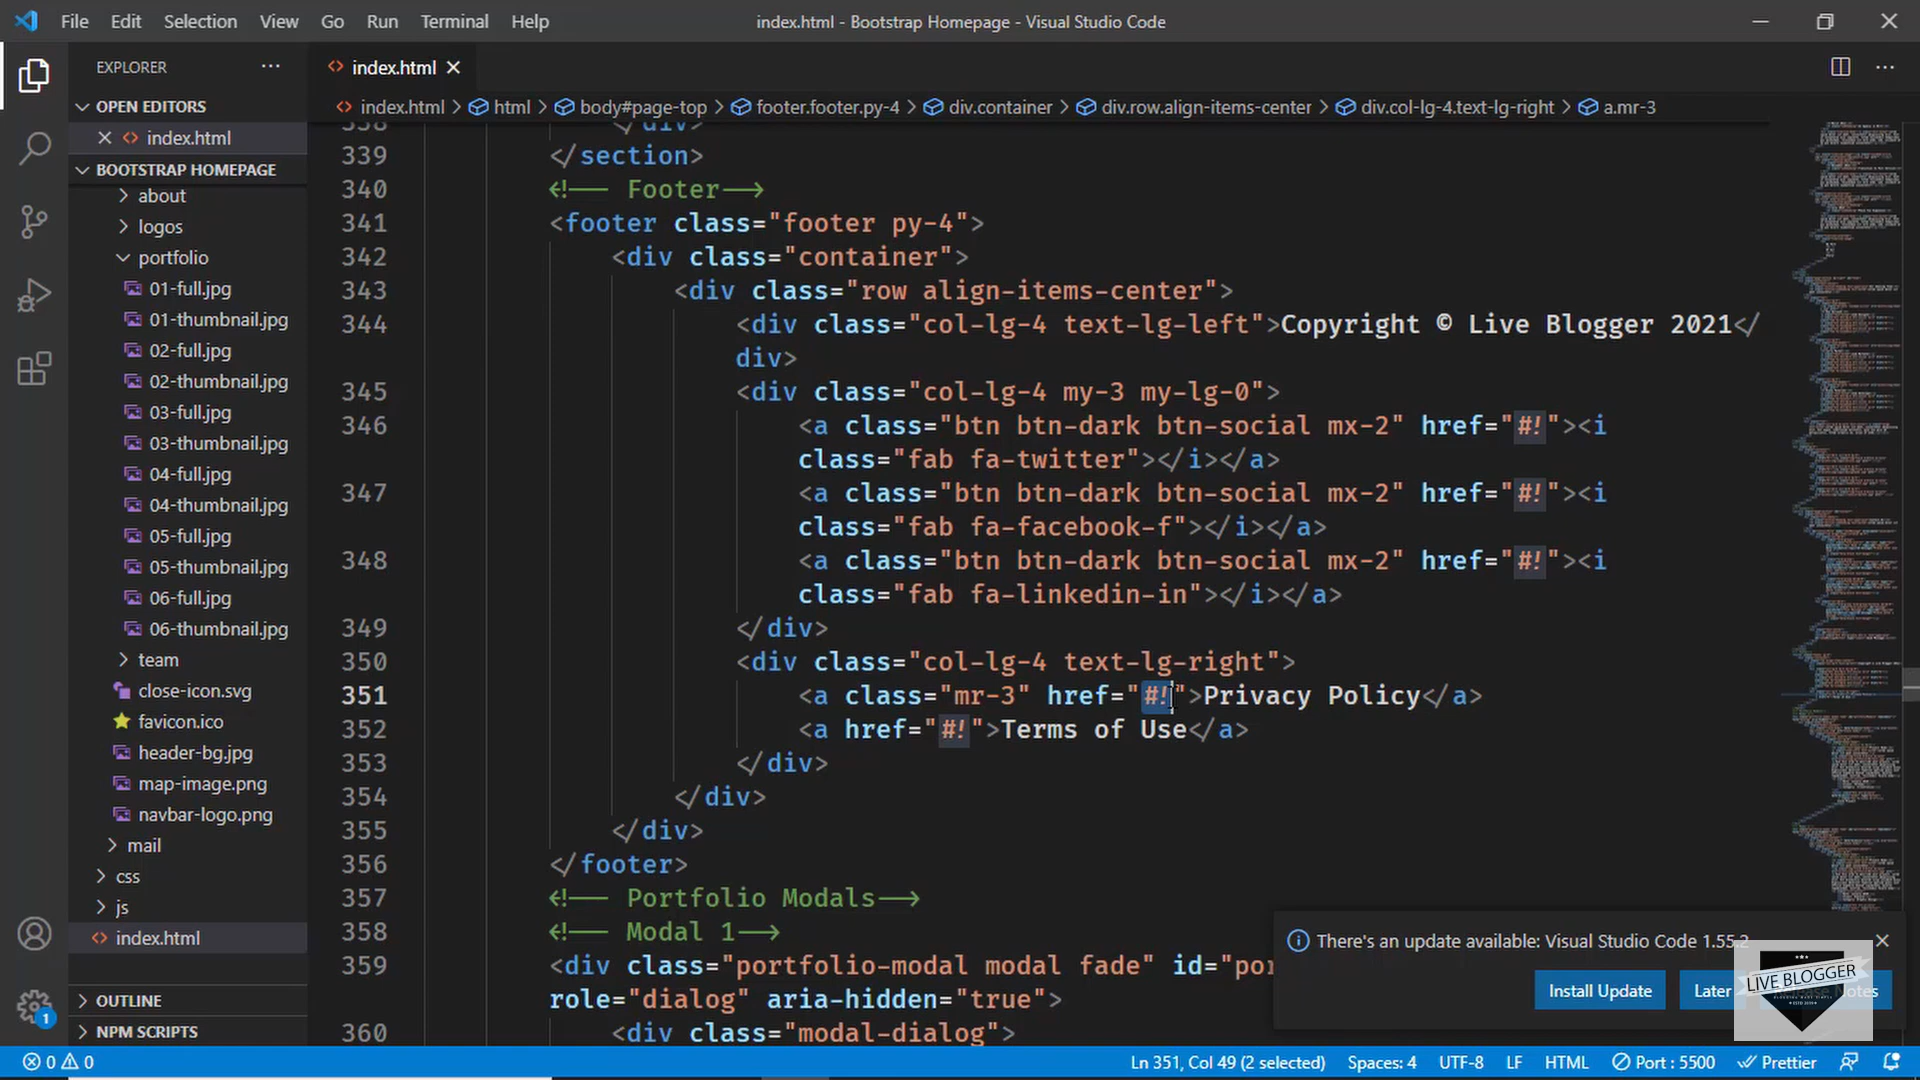 File Edit Selection View Go Run Terminal Help
index.html - Bootstrap Homepage - Visual Studio Code
EXPLORER
OPEN EDITORS
index.html
BOOTSTRAP HOMEPAGE
about
logos
portfolio
01-full.jpg
01-thumbnail.jpg
02-full.jpg
02-thumbnail.jpg
03-full.jpg
03-thumbnail.jpg
04-full.jpg
04-thumbnail.jpg
05-full.jpg
05-thumbnail.jpg
06-full.jpg
06-thumbnail.jpg
team
close-icon.svg
favicon.ico
header-bg.jpg
map-image.png
navbar-logo.png
mail
css
js
index.html
OUTLINE
NPM SCRIPTS
1
index.html
index.html > html > body#page-top > footer.footer.py-4 > div.container > div.row.align-items-center > div.col-lg-4.text-lg-right > a.mr-3
338 </div>
339 </section>
340 <!-- Footer-->
341 <footer class="footer py-4">
342 <div class="container">
343 <div class="row align-items-center">
344 <div class="col-lg-4 text-lg-left">Copyright © Live Blogger 2021</
div>
345 <div class="col-lg-4 my-3 my-lg-0">
346 <a class="btn btn-dark btn-social mx-2" href="#!"><i
class="fab fa-twitter"></i></a>
347 <a class="btn btn-dark btn-social mx-2" href="#!"><i
class="fab fa-facebook-f"></i></a>
348 <a class="btn btn-dark btn-social mx-2" href="#!"><i
class="fab fa-linkedin-in"></i></a>
349 </div>
350 <div class="col-lg-4 text-lg-right">
351 <a class="mr-3" href="#!">Privacy Policy</a>
352 <a href="#!">Terms of Use</a>
353 </div>
354 </div>
355 </div>
356 </footer>
357 <!-- Portfolio Modals-->
358 <!-- Modal 1-->
359 <div class="portfolio-modal modal fade" id="por
role="dialog" aria-hidden="true">
360 <div class="modal-dialog">
There's an update available: Visual Studio Code 1.55.2
Install Update Later Notes
LIVE BLOGGER
0 0
Ln 351, Col 49 (2 selected) Spaces: 4 UTF-8 LF HTML Port : 5500 Prettier